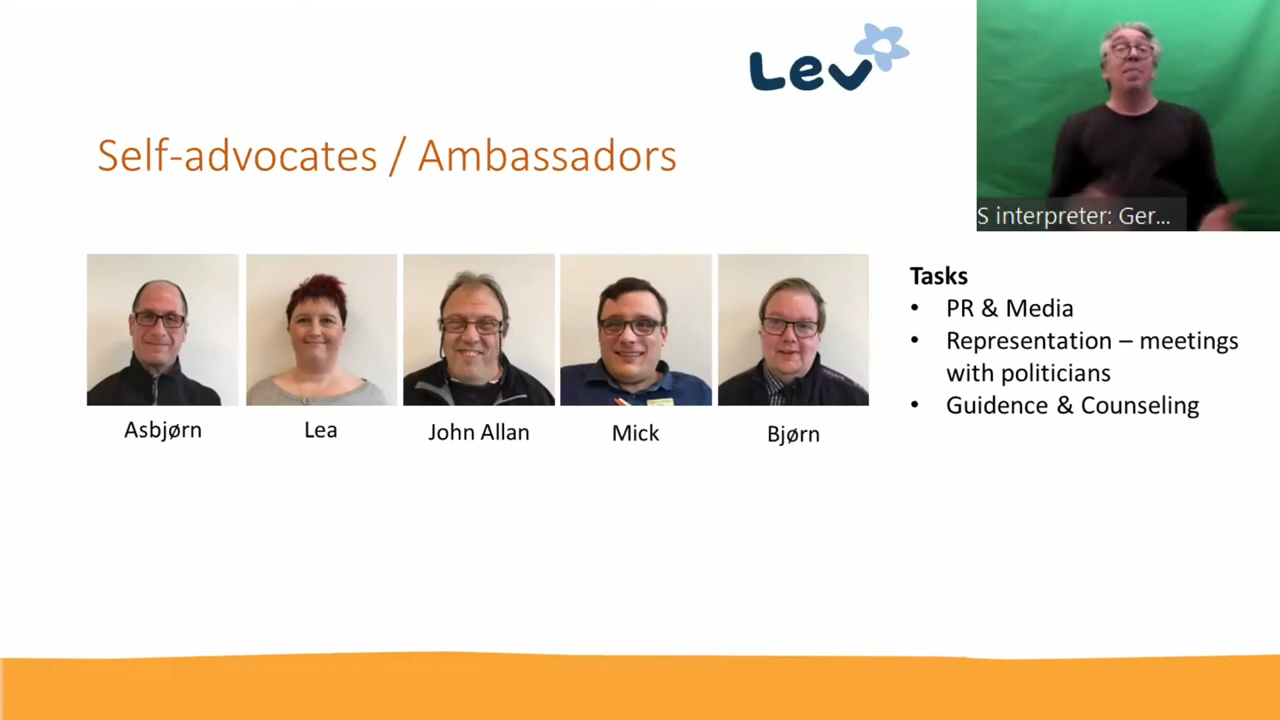 Lev
S interpreter: Ger...
Self-advocates / Ambassadors
Asbjørn
Lea
John Allan
Mick
Bjørn
Tasks
• PR & Media
• Representation – meetings
with politicians
• Guidence & Counseling